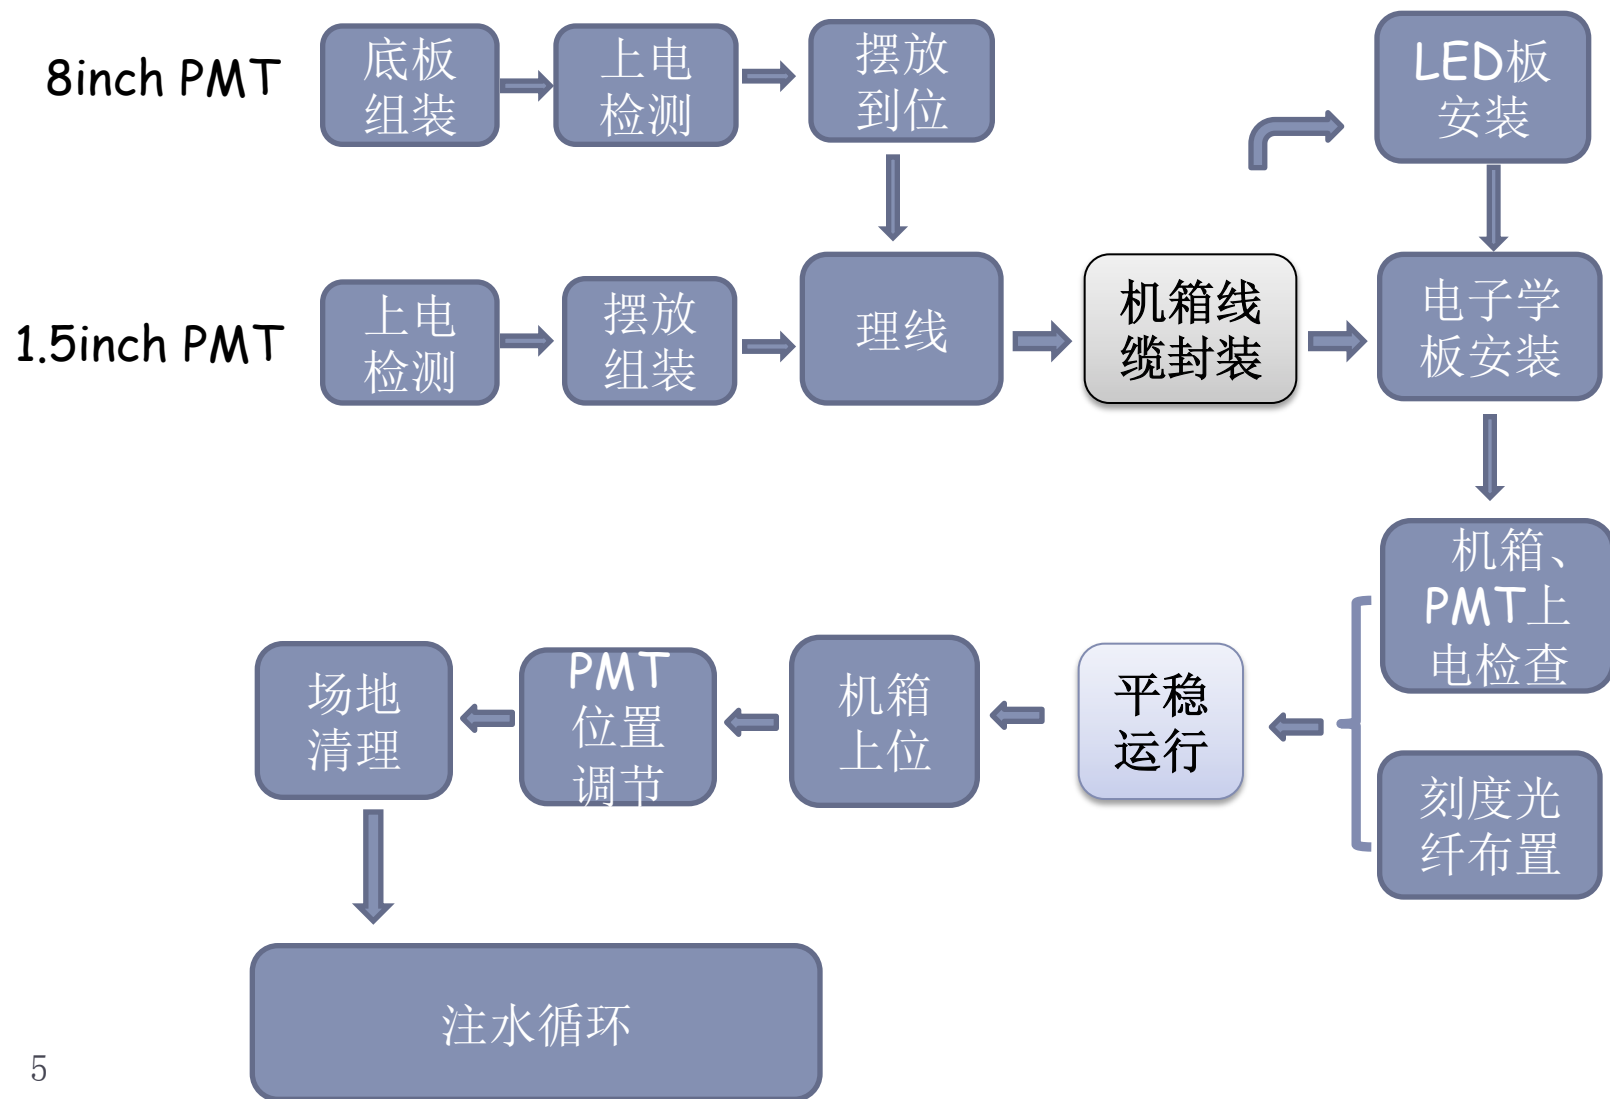 8inch PMT
底板
组装
上电
检测
摆放
到位
LED板
安装
1.5inch PMT
上电
检测
摆放
组装
理线
机箱线
缆封装
电子学
板安装
机箱、
PMT上
电检查
场地
清理
PMT
位置
调节
机箱
上位
平稳
运行
刻度光
纤布置
注水循环
5